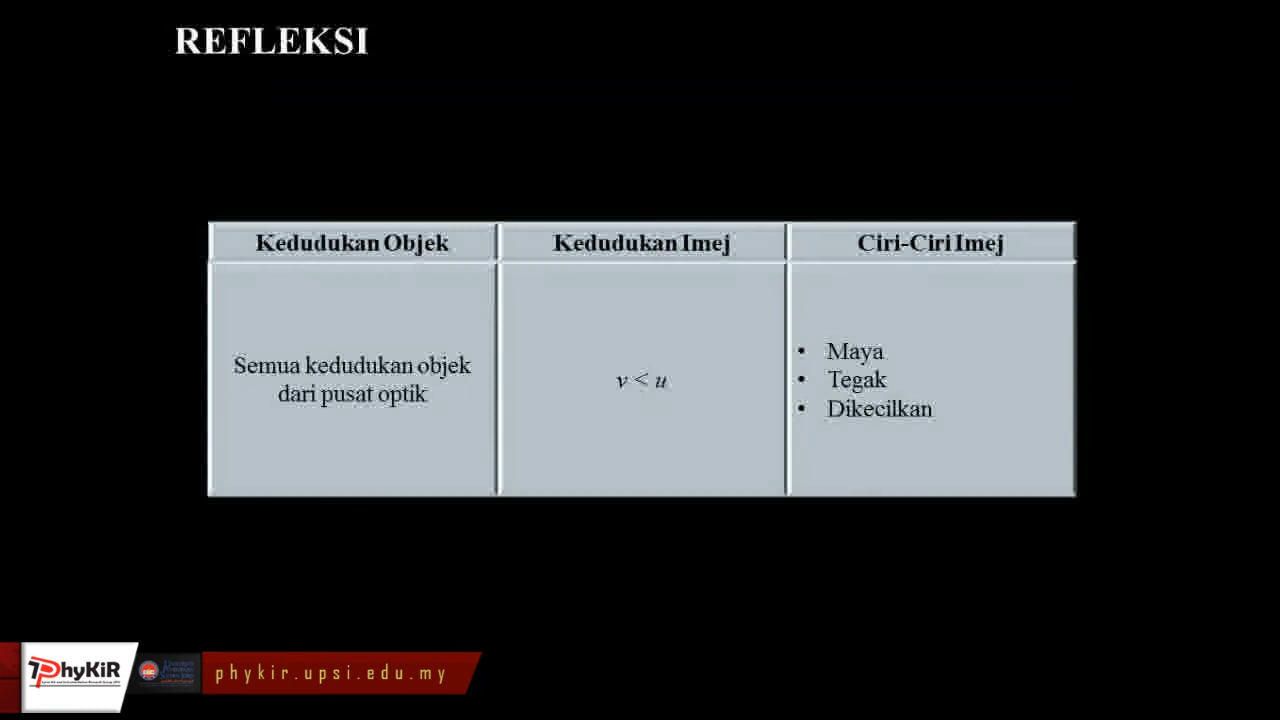 REFLEKSI
Kedudukan Objek
Kedudukan Imej
Ciri-Ciri Imej
Semua kedudukan objek
dari pusat optik
v < u
• Maya
• Tegak
• Dikecilkan
PhyKiR
phykir.upsi.edu.my